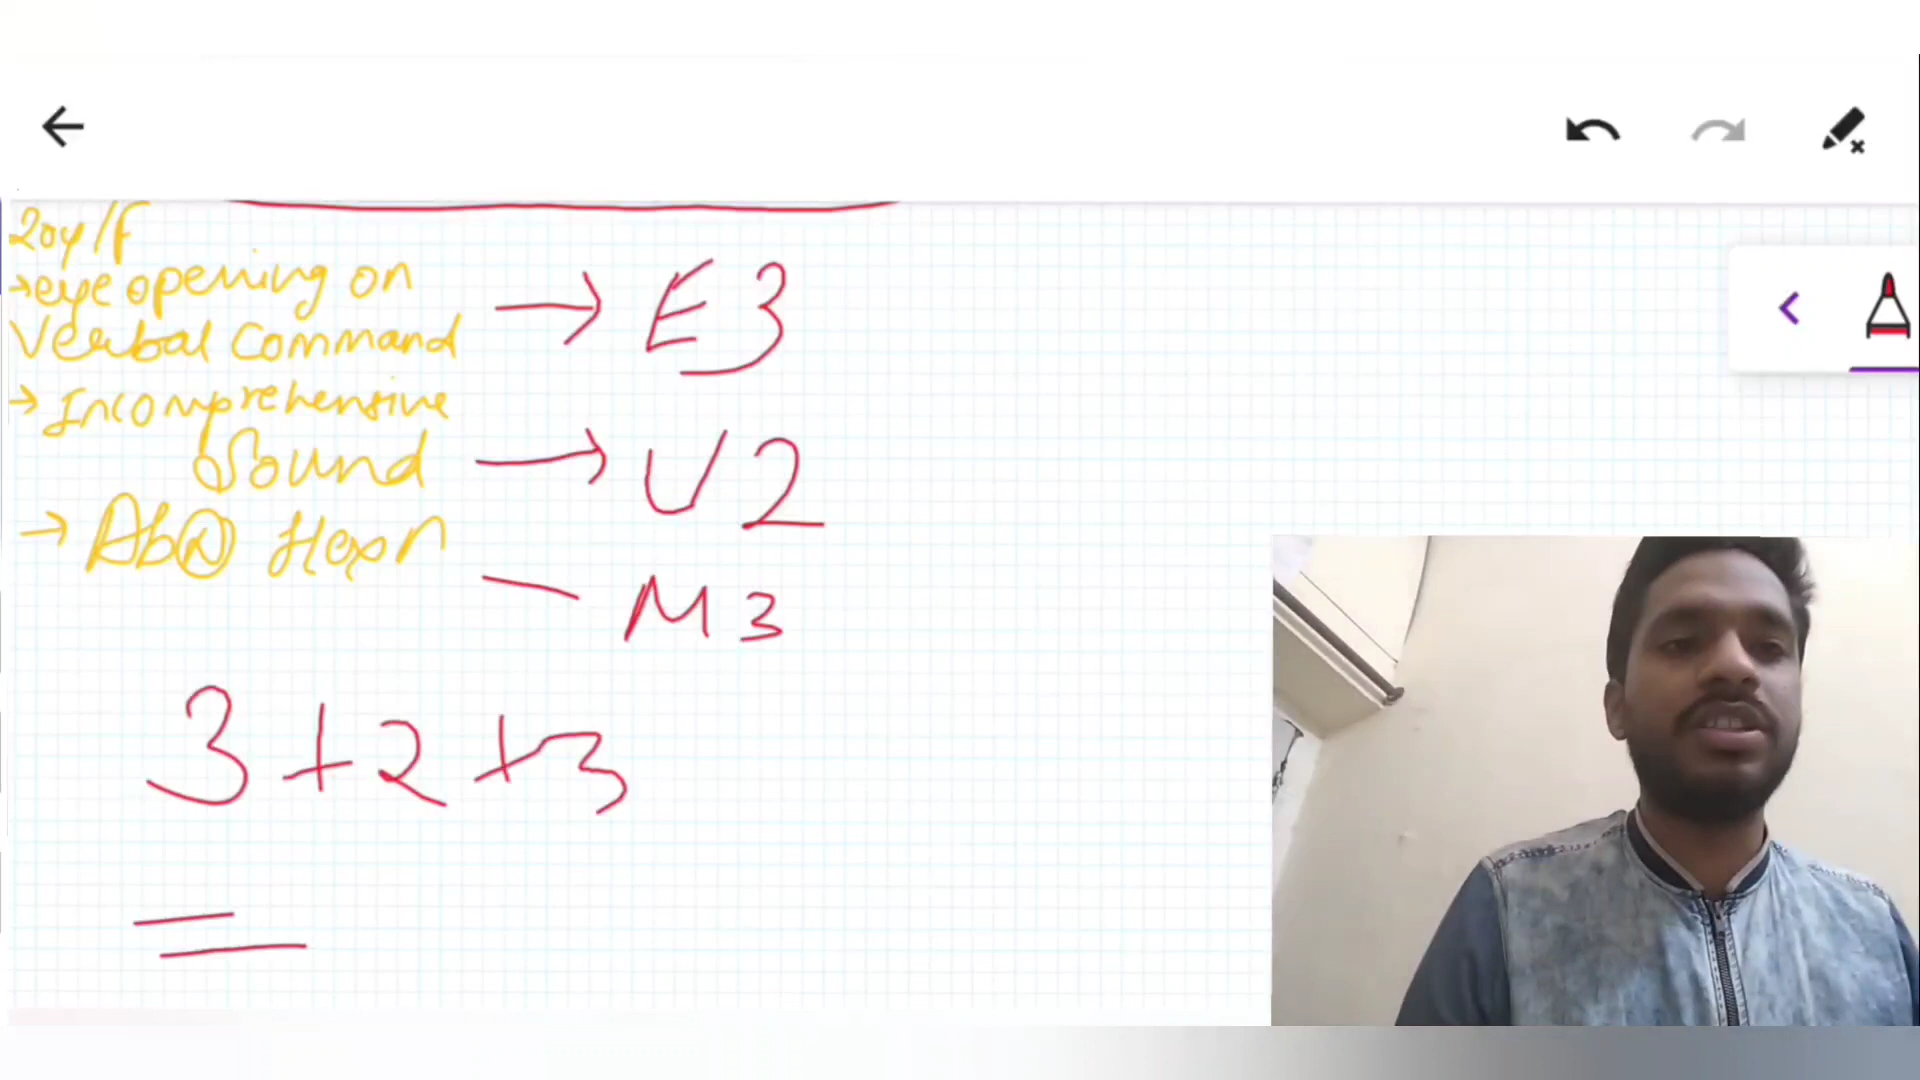 20y/F
→eye opening on
Verbal Command
→ E3
→ Incomprehensive
Sound
→ V2
→ Ab(N) flexn
— M3
3+2+3
=